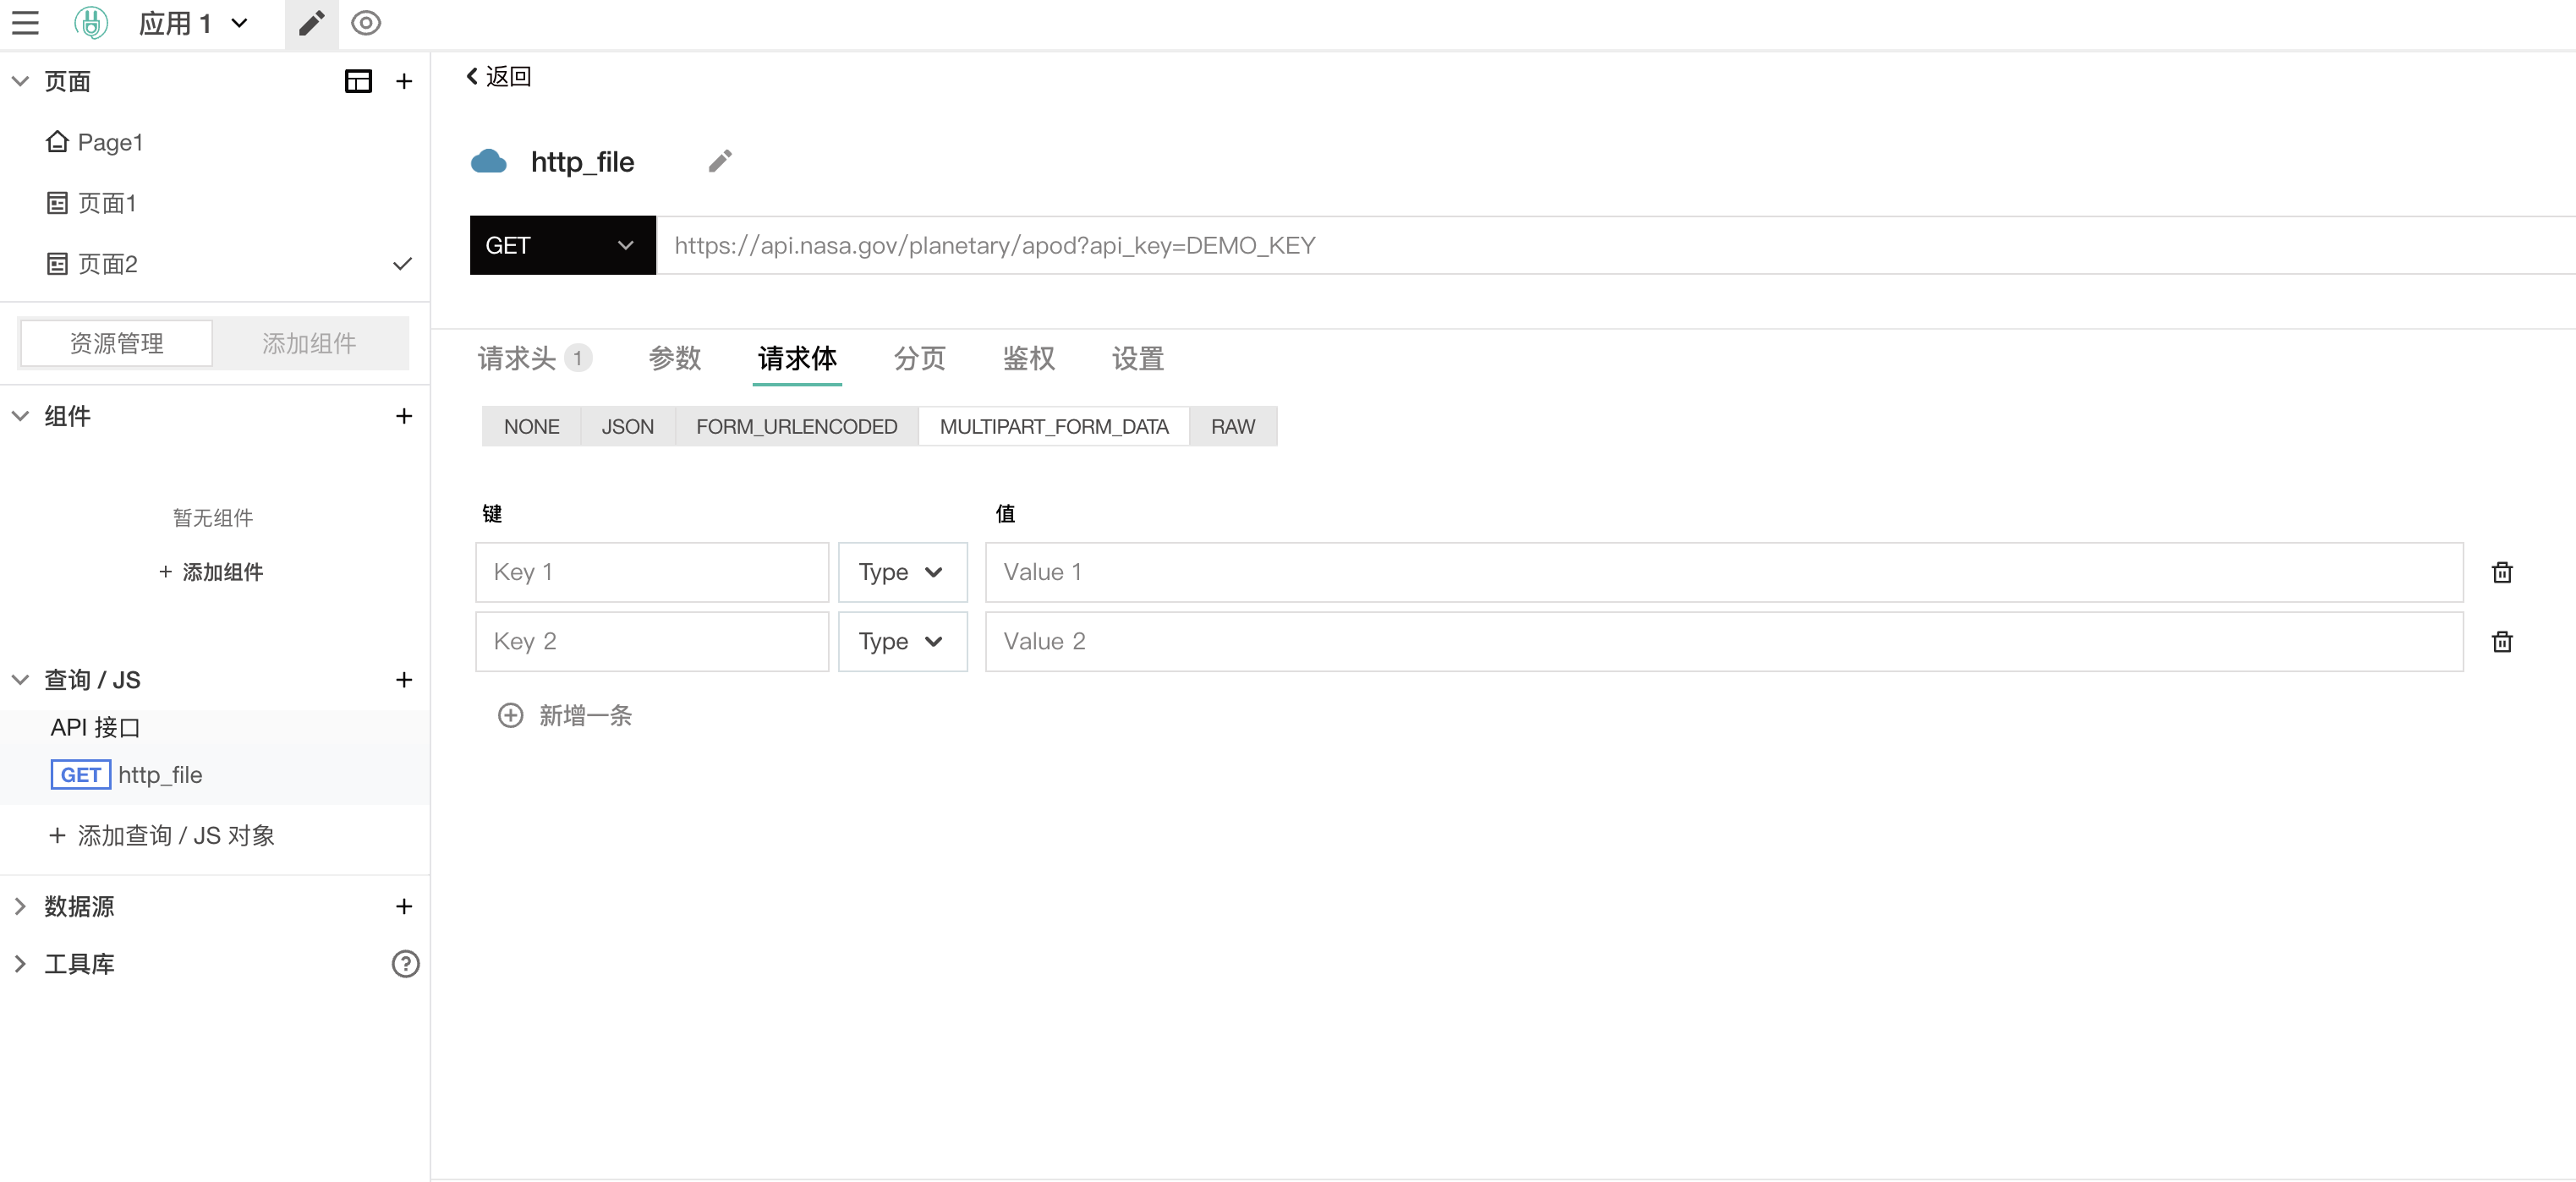 应用 1
页面
Page1
页面1
页面2
资源管理 添加组件
组件
暂无组件
+ 添加组件
查询 / JS
API 接口
GET http_file
+ 添加查询 / JS 对象
数据源
工具库
返回
http_file
GET https://api.nasa.gov/planetary/apod?api_key=DEMO_KEY
请求头 1 参数 请求体 分页 鉴权 设置
NONE JSON FORM_URLENCODED MULTIPART_FORM_DATA RAW
键 值
Key 1 Type Value 1
Key 2 Type Value 2
新增一条